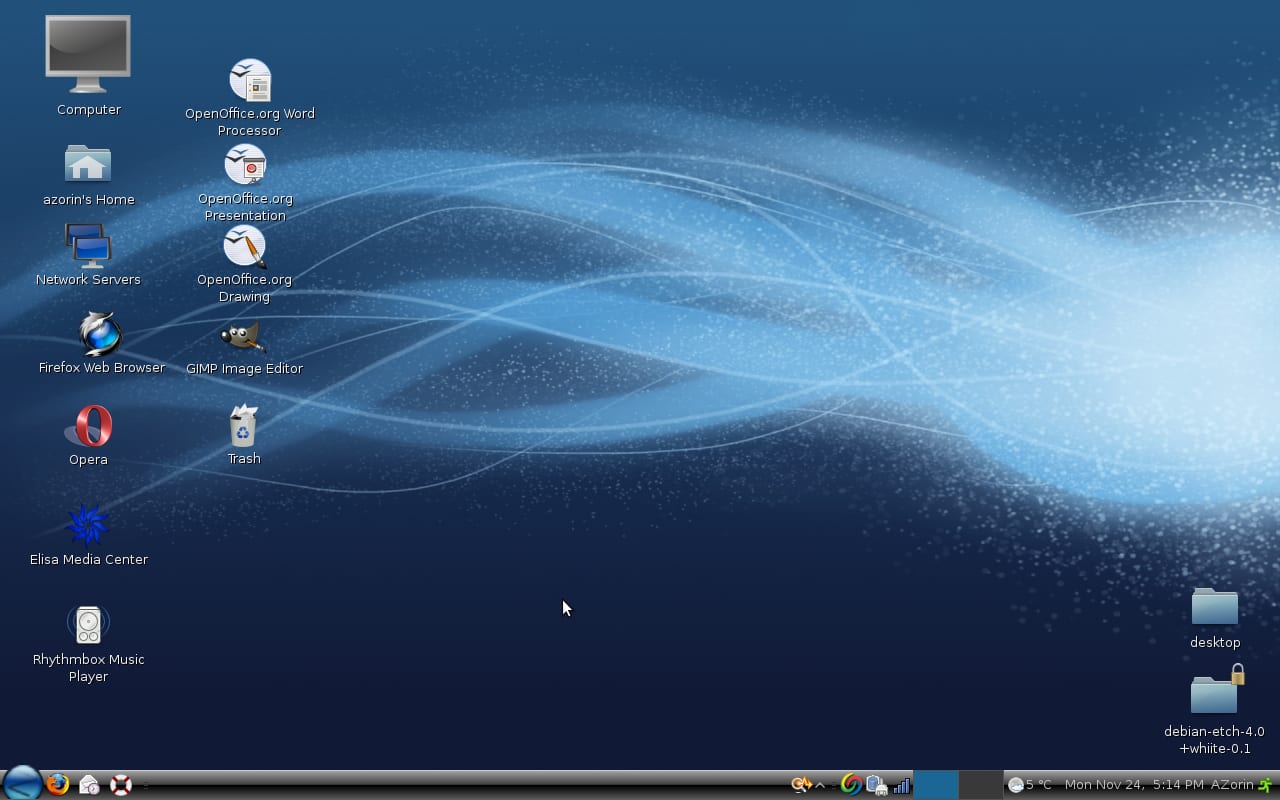 Computer
OpenOffice.org Word
Processor
azorin's Home
OpenOffice.org
Presentation
Network Servers
OpenOffice.org
Drawing
Firefox Web Browser
GIMP Image Editor
Opera
Trash
Elisa Media Center
Rhythmbox Music
Player
desktop
debian-etch-4.0
+whiite-0.1
5 °C Mon Nov 24, 5:14 PM AZorin